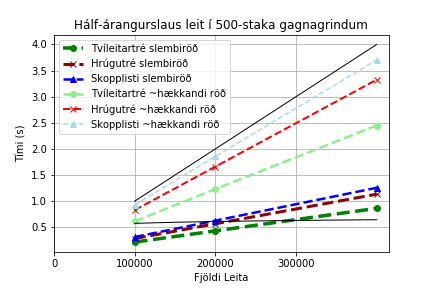 Hálf-árangurslaus leit í 500-staka gagnagrindum
4.0
3.5
3.0
2.5
2.0
1.5
1.0
0.5
Tími (s)
Tvíleitartré slembiröð
Hrúgutré slembiröð
Skopplisti slembiröð
Tvíleitartré ~hækkandi röð
Hrúgutré ~hækkandi röð
Skopplisti ~hækkandi röð
0 100000 200000 300000
Fjöldi Leita